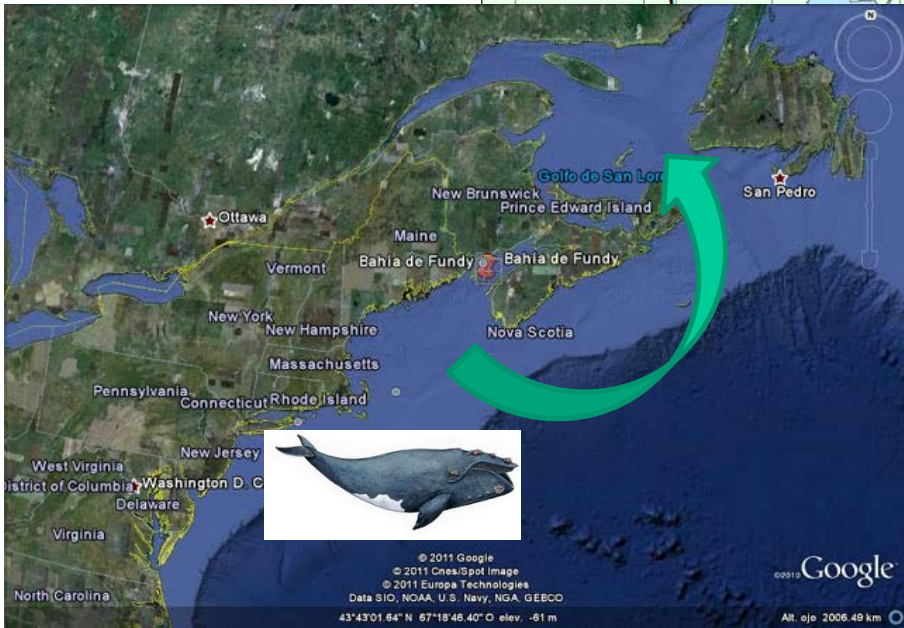 N
Golfo de San Lor
San Pedro
New Brunswick
Prince Edward Island
Ottawa
Maine
Bahía de Fundy
Bahía de Fundy
Vermont
New York
New Hampshire
Nova Scotia
Massachusetts
Pennsylvania
Connecticut
Rhode Island
New Jersey
West Virginia
District of Columbia
Washington D. C
Delaware
Virginia
North Carolina
© 2011 Google
© 2011 Cnes/Spot Image
© 2011 Europa Technologies
Data SIO, NOAA, U.S. Navy, NGA, GEBCO
©2010 Google
43°43'01.64" N 67°18'46.40" O elev. -61 m
Alt. ojo 2006.49 km